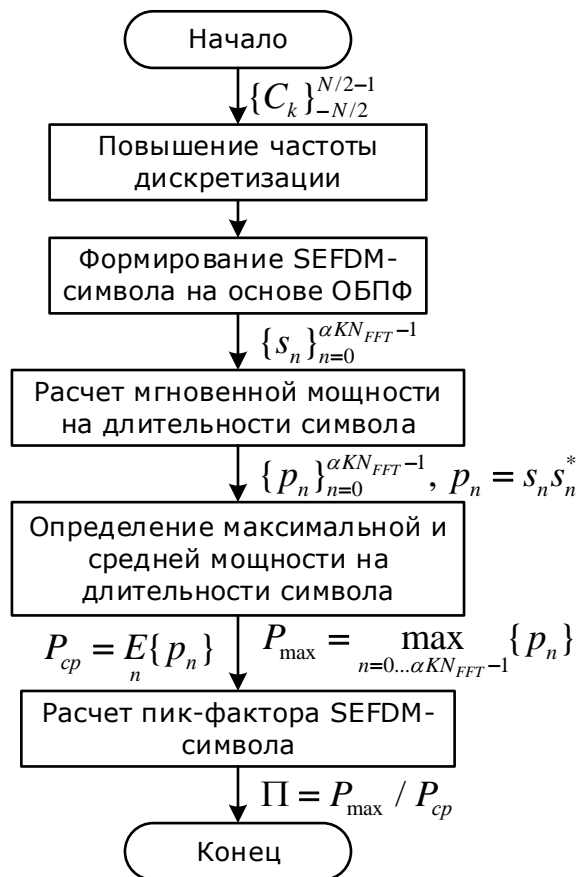 Начало
{C_k}_{-N/2}^{N/2-1}
Повышение частоты
дискретизации
Формирование SEFDM-
символа на основе ОБПФ
{s_n}_{n=0}^{αKN_{FFT}-1}
Расчет мгновенной мощности
на длительности символа
{p_n}_{n=0}^{αKN_{FFT}-1}, p_n = s_n s_n^*
Определение максимальной и
средней мощности на
длительности символа
P_{cp} = E_n{p_n} P_{max} = max_{n=0...αKN_{FFT}-1}{p_n}
Расчет пик-фактора SEFDM-
символа
П = P_{max} / P_{cp}
Конец